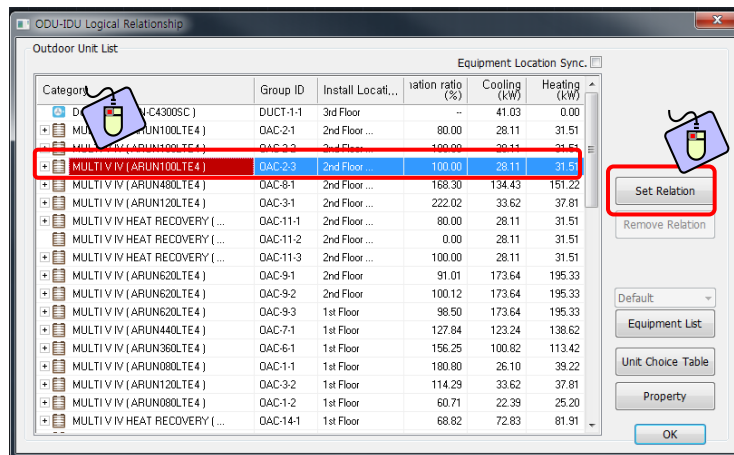 ODU-IDU Logical Relationship
Outdoor Unit List
Equipment Location Sync.
Group ID Install Locati... ation ratio (%) Cooling (kW) Heating (kW)
N-C4300SC ) DUCT-1-1 3rd Floor -- 41.03 0.00
UN100LTE4 ) OAC-2-1 2nd Floor ... 80.00 28.11 31.51
MULTI V IV ( ARUN100LTE4 ) OAC-2-3 2nd Floor ... 100.00 28.11 31.51
MULTI V IV ( ARUN480LTE4 ) OAC-8-1 2nd Floor ... 168.30 134.43 151.22
MULTI V IV ( ARUN120LTE4 ) OAC-3-1 2nd Floor ... 222.02 33.62 37.81
MULTI V IV HEAT RECOVERY ( ... OAC-11-1 2nd Floor ... 80.00 28.11 31.51
MULTI V IV HEAT RECOVERY ( ... OAC-11-2 2nd Floor ... 0.00 28.11 31.51
MULTI V IV HEAT RECOVERY ( ... OAC-11-3 2nd Floor ... 100.00 28.11 31.51
MULTI V IV ( ARUN620LTE4 ) OAC-9-1 2nd Floor 91.01 173.64 195.33
MULTI V IV ( ARUN620LTE4 ) OAC-9-2 2nd Floor 100.12 173.64 195.33
MULTI V IV ( ARUN620LTE4 ) OAC-9-3 1st Floor 98.50 173.64 195.33
MULTI V IV ( ARUN440LTE4 ) OAC-7-1 1st Floor 127.84 123.24 138.62
MULTI V IV ( ARUN360LTE4 ) OAC-6-1 1st Floor 156.25 100.82 113.42
MULTI V IV ( ARUN080LTE4 ) OAC-1-1 1st Floor 180.80 26.10 39.22
MULTI V IV ( ARUN120LTE4 ) OAC-3-2 1st Floor 114.29 33.62 37.81
MULTI V IV ( ARUN080LTE4 ) OAC-1-2 1st Floor 60.71 22.39 25.20
MULTI V IV HEAT RECOVERY ( ... OAC-14-1 1st Floor 68.82 72.83 81.91
Set Relation
Remove Relation
Default
Equipment List
Unit Choice Table
Property
OK